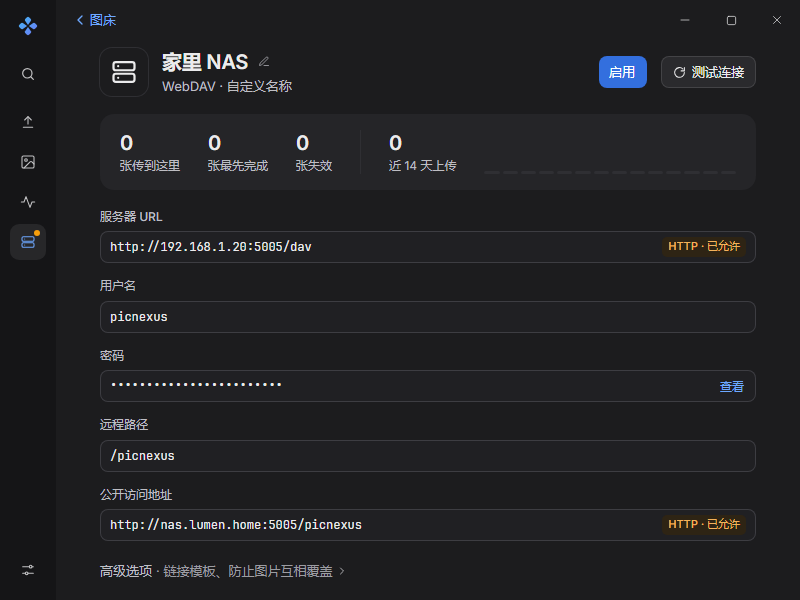 图床
家里 NAS
WebDAV · 自定义名称
启用
测试连接
0
张传到这里
0
张最先完成
0
张失效
0
近 14 天上传
服务器 URL
http://192.168.1.20:5005/dav
HTTP · 已允许
用户名
picnexus
密码
••••••••••••••••••••••••
查看
远程路径
/picnexus
公开访问地址
http://nas.lumen.home:5005/picnexus
HTTP · 已允许
高级选项 · 链接模板、防止图片互相覆盖